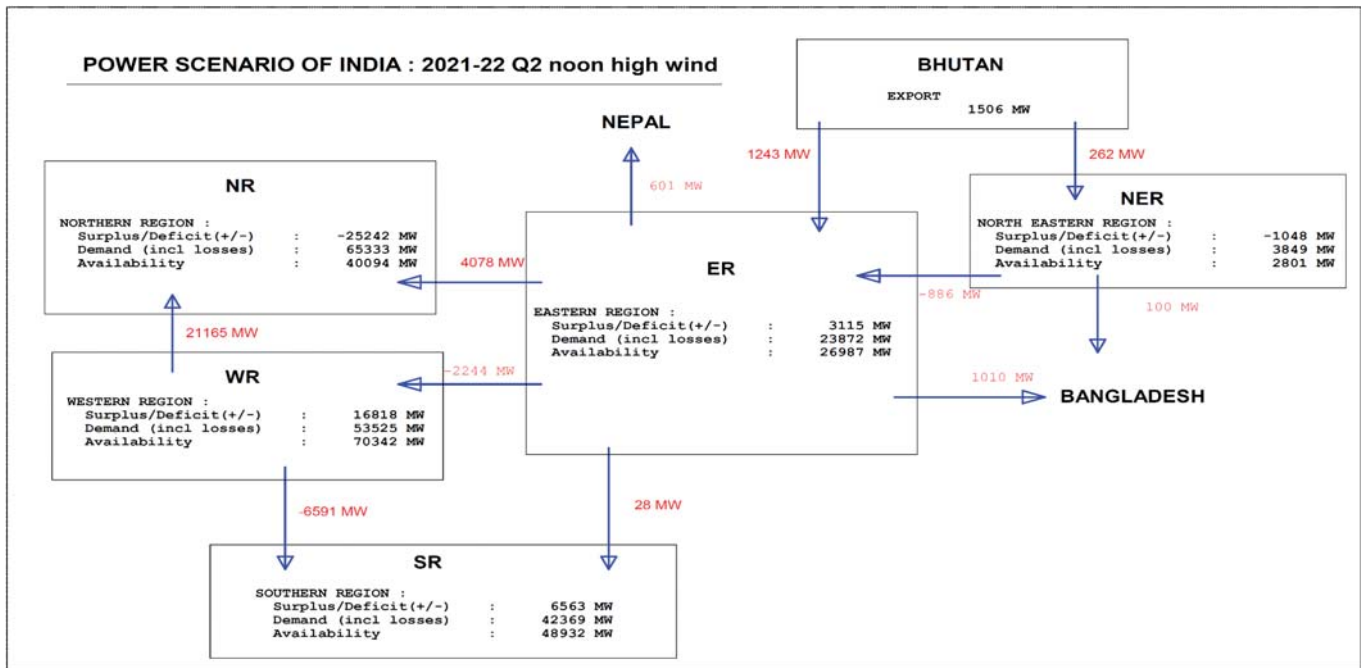 POWER SCENARIO OF INDIA : 2021-22 Q2 noon high wind
BHUTAN
EXPORT
1506 MW
NEPAL
1243 MW
262 MW
601 MW
NR
NORTHERN REGION :
Surplus/Deficit(+/-) : -25242 MW
Demand (incl losses) : 65333 MW
Availability : 40094 MW
NER
NORTH EASTERN REGION :
Surplus/Deficit(+/-) : -1048 MW
Demand (incl losses) : 3849 MW
Availability : 2801 MW
4078 MW
ER
EASTERN REGION :
Surplus/Deficit(+/-) : 3115 MW
Demand (incl losses) : 23872 MW
Availability : 26987 MW
-886 MW
100 MW
21165 MW
WR
WESTERN REGION :
Surplus/Deficit(+/-) : 16818 MW
Demand (incl losses) : 53525 MW
Availability : 70342 MW
-2244 MW
1010 MW
BANGLADESH
-6591 MW
28 MW
SR
SOUTHERN REGION :
Surplus/Deficit(+/-) : 6563 MW
Demand (incl losses) : 42369 MW
Availability : 48932 MW